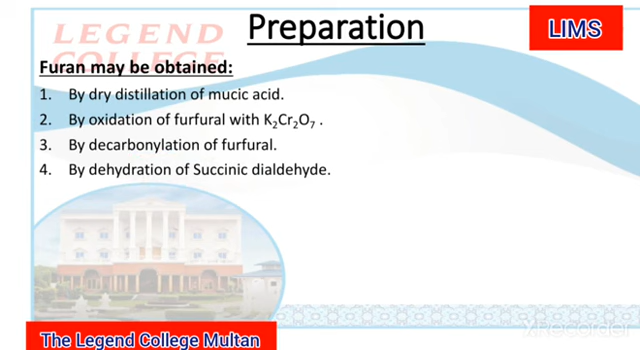 Preparation
LIMS
LEGEND
COLLEGE
Furan may be obtained:
1. By dry distillation of mucic acid.
2. By oxidation of furfural with K₂Cr₂O₇ .
3. By decarbonylation of furfural.
4. By dehydration of Succinic dialdehyde.
The Legend College Multan
XRecorder